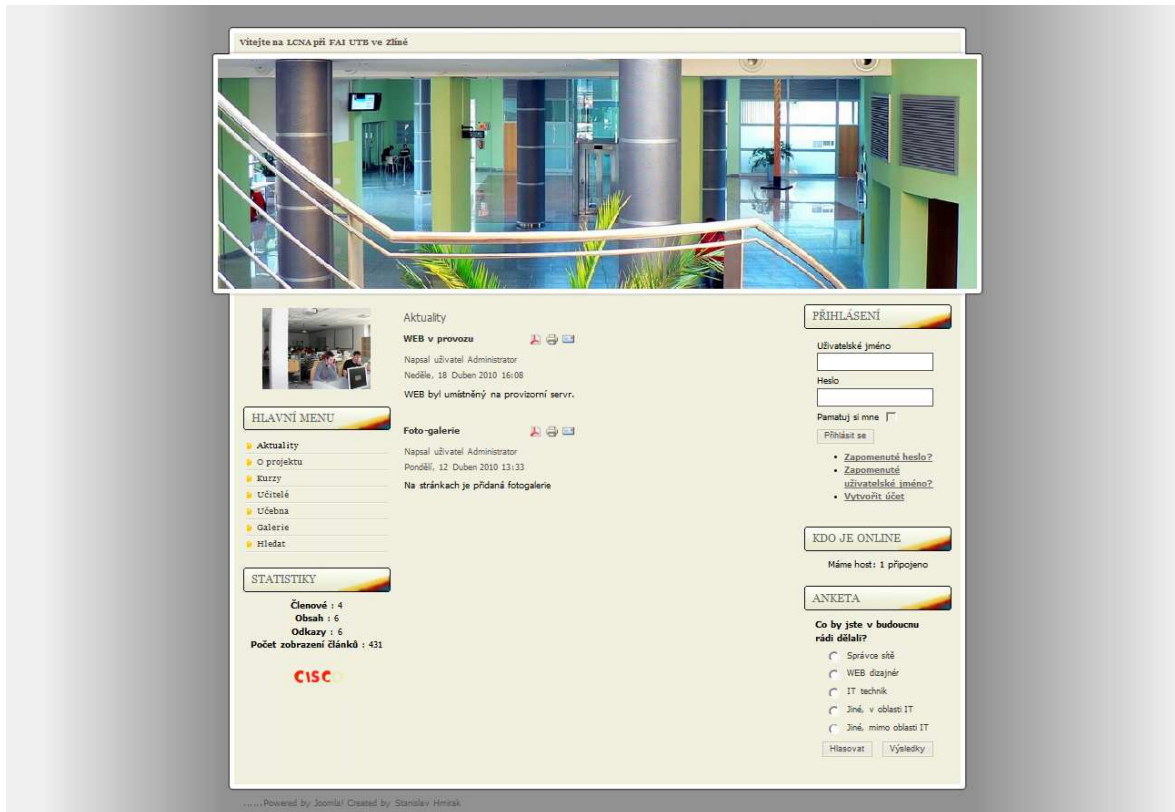 Vítejte na LCNA při FAI UTB ve Zlíně
HLAVNÍ MENU
Aktuality
O projektu
Kurzy
Učitelé
Učebna
Galerie
Hledat
STATISTIKY
Členové : 4
Obsah : 6
Odkazy : 6
Počet zobrazení článků : 431
CISCO
Aktuality
WEB v provozu
Napsal uživatel Administrator
Neděle, 18 Duben 2010 16:08
WEB byl umístněný na provizorní servr.
Foto-galerie
Napsal uživatel Administrator
Pondělí, 12 Duben 2010 13:33
Na stránkach je přidaná fotogalerie
PŘIHLÁSENÍ
Uživatelské jméno
Heslo
Pamatuj si mne
Přihlásit se
Zapomenuté heslo?
Zapomenuté
uživatelské jméno?
Vytvořit účet
KDO JE ONLINE
Máme host: 1 připojeno
ANKETA
Co by jste v budoucnu
rádi dělali?
Správce sítě
WEB dizajnér
IT technik
Jiné, v oblasti IT
Jiné, mimo oblasti IT
Hlasovat Výsledky
......Powered by Joomla! Created by Stanislav Hmirak